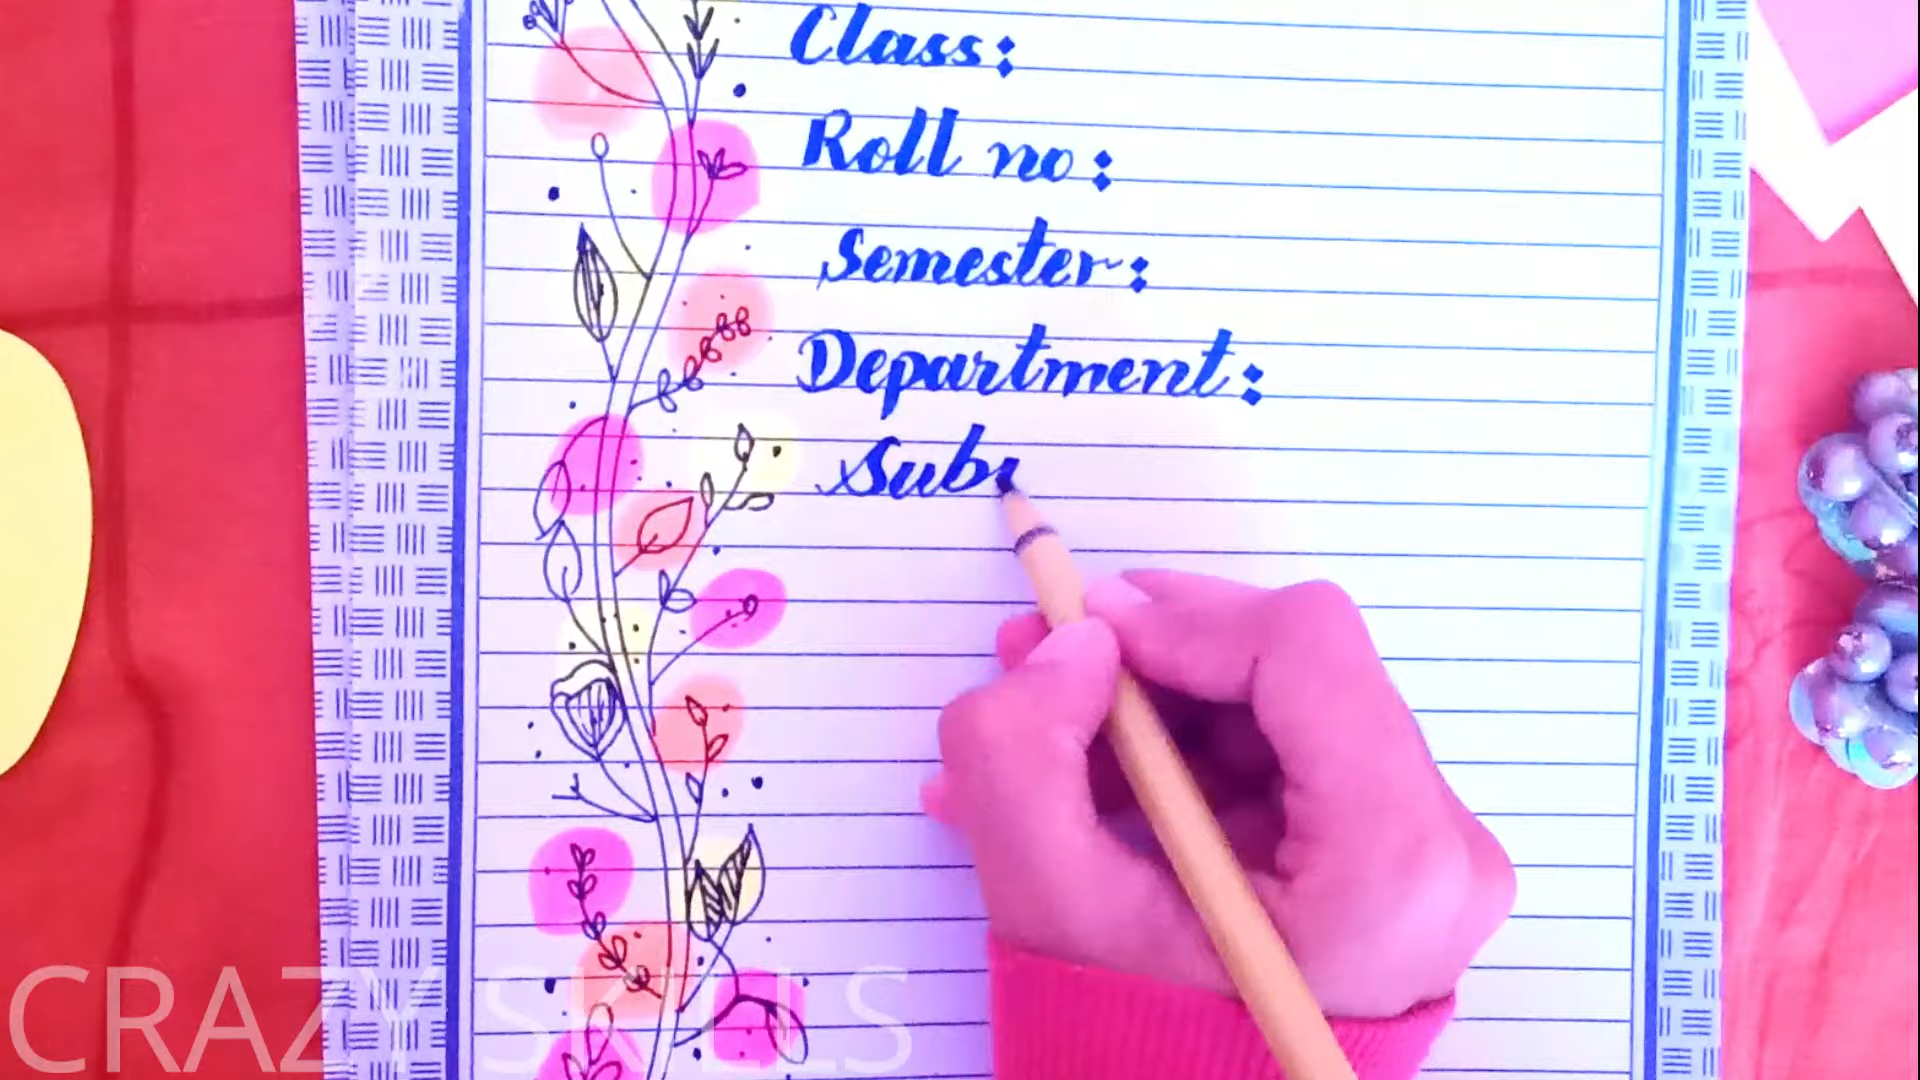 Class:
Roll no:
Semester:
Department:
Sub
CRAZY SKILLS